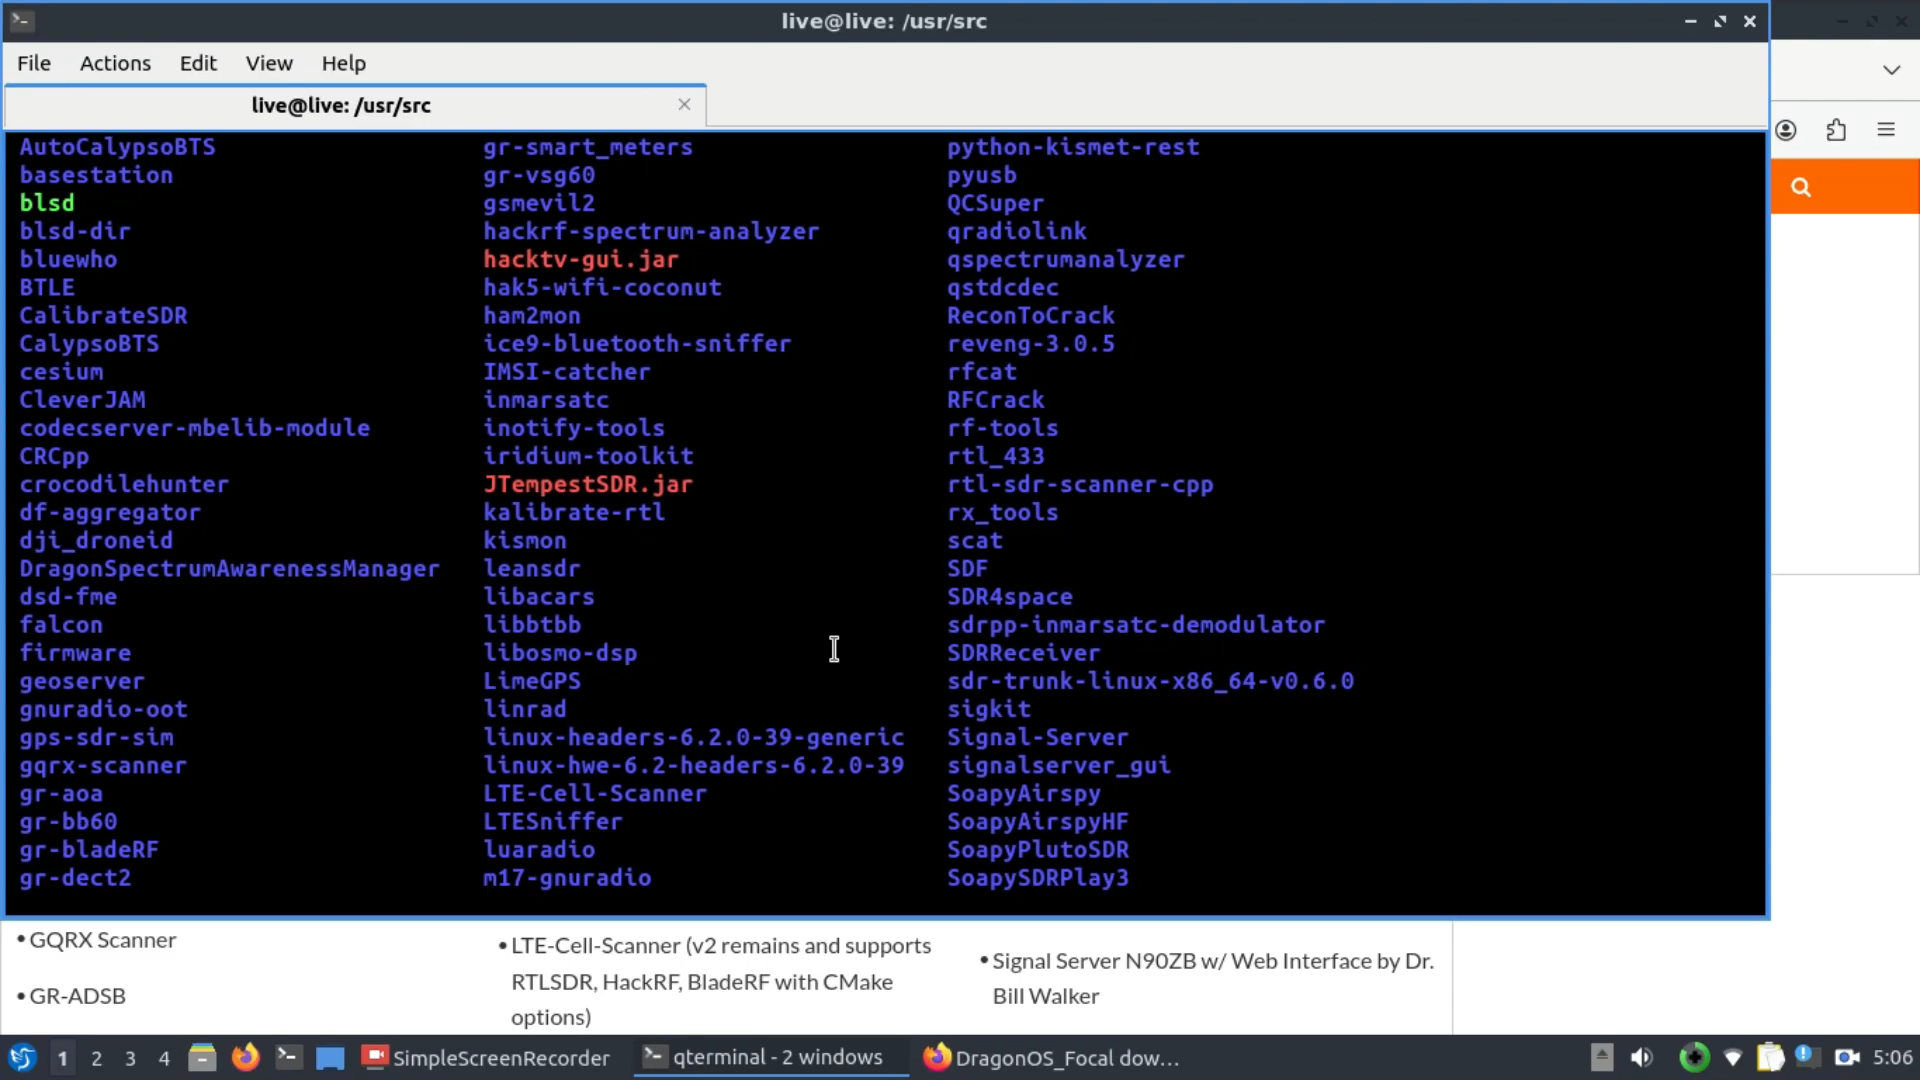 live@live: /usr/src
File Actions Edit View Help
live@live: /usr/src
AutoCalypsoBTS gr-smart_meters python-kismet-rest
basestation gr-vsg60 pyusb
blsd gsmevil2 QCSuper
blsd-dir hackrf-spectrum-analyzer qradiolink
bluewho hacktv-gui.jar qspectrumanalyzer
BTLE hak5-wifi-coconut qstdcdec
CalibrateSDR ham2mon ReconToCrack
CalypsoBTS ice9-bluetooth-sniffer reveng-3.0.5
cesium IMSI-catcher rfcat
CleverJAM inmarsatc RFCrack
codecserver-mbelib-module inotify-tools rf-tools
CRCpp iridium-toolkit rtl_433
crocodilehunter JTempestSDR.jar rtl-sdr-scanner-cpp
df-aggregator kalibrate-rtl rx_tools
dji_droneid kismon scat
DragonSpectrumAwarenessManager leansdr SDF
dsd-fme libacars SDR4space
falcon libbtbb sdrpp-inmarsatc-demodulator
firmware libosmo-dsp SDRReceiver
geoserver LimeGPS sdr-trunk-linux-x86_64-v0.6.0
gnuradio-oot linrad sigkit
gps-sdr-sim linux-headers-6.2.0-39-generic Signal-Server
gqrx-scanner linux-hwe-6.2-headers-6.2.0-39 signalserver_gui
gr-aoa LTE-Cell-Scanner SoapyAirspy
gr-bb60 LTESniffer SoapyAirspyHF
gr-bladeRF luaradio SoapyPlutoSDR
gr-dect2 m17-gnuradio SoapySDRPlay3
• GQRX Scanner
• GR-ADSB
• LTE-Cell-Scanner (v2 remains and supports
RTLSDR, HackRF, BladeRF with CMake
options)
• Signal Server N90ZB w/ Web Interface by Dr.
Bill Walker
1 2 3 4 SimpleScreenRecorder qterminal - 2 windows DragonOS_Focal dow... 5:06